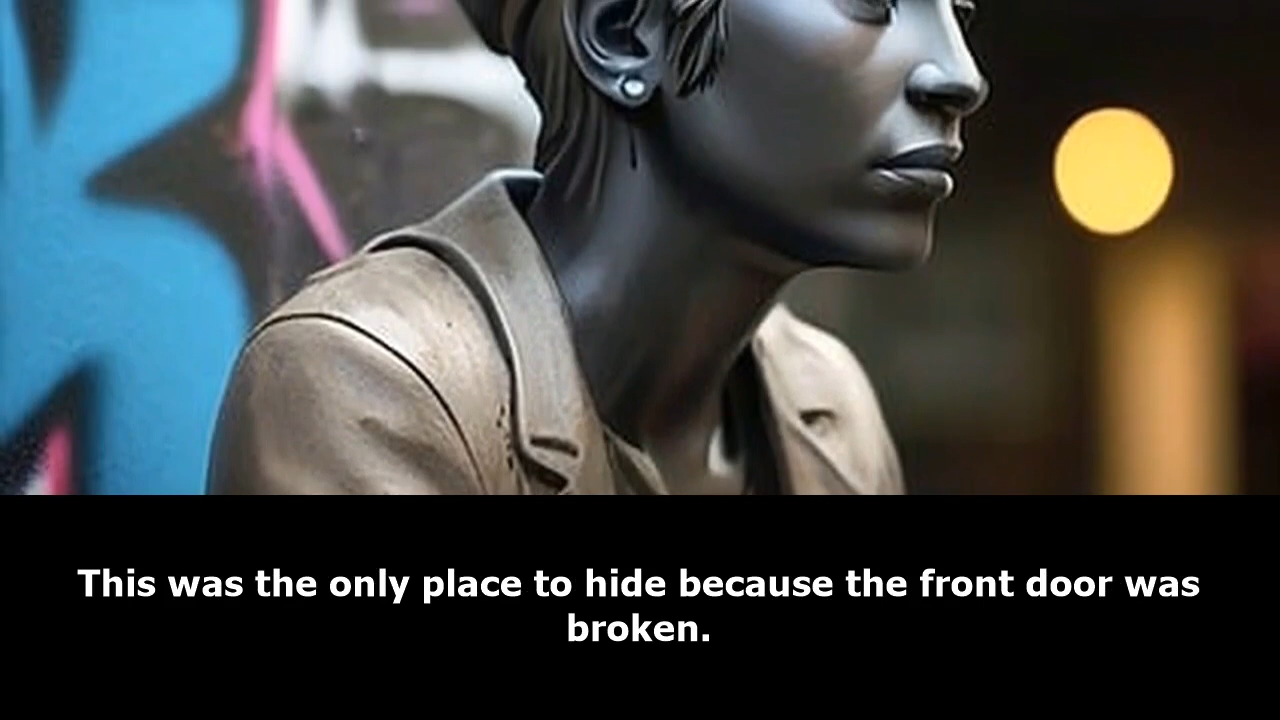 This was the only place to hide because the front door was
broken.